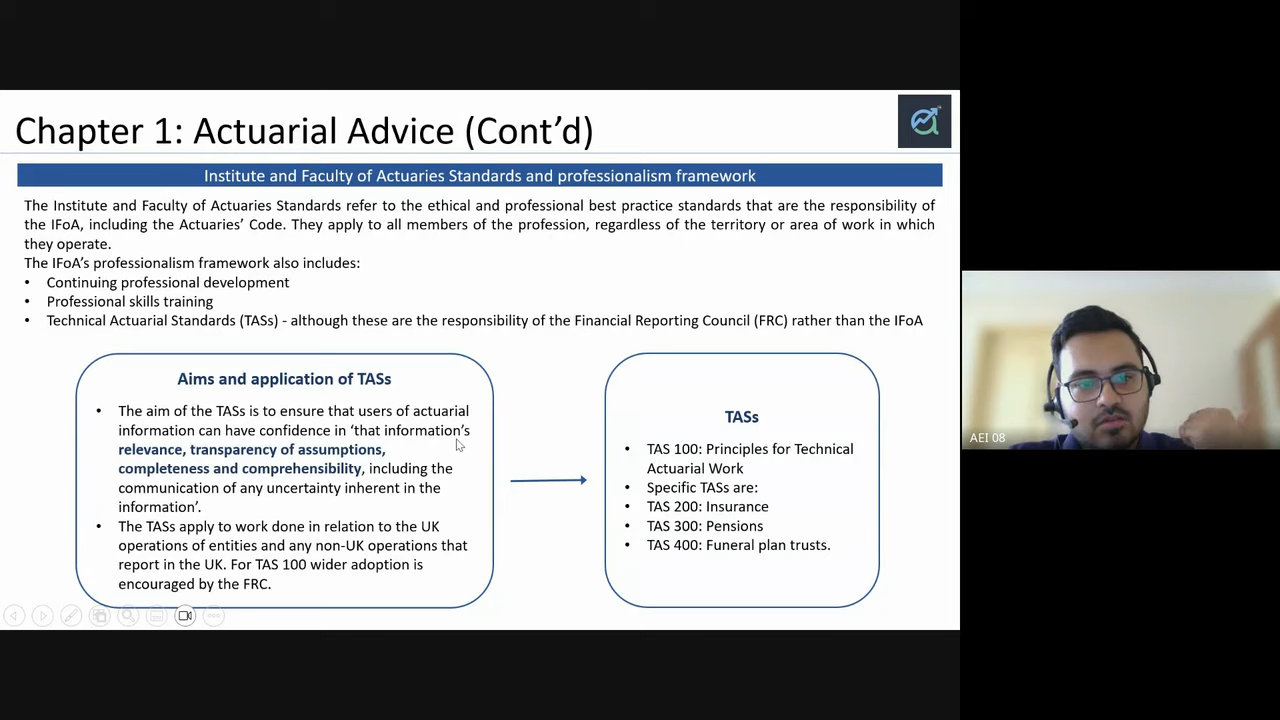 Chapter 1: Actuarial Advice (Cont’d)
Institute and Faculty of Actuaries Standards and professionalism framework
The Institute and Faculty of Actuaries Standards refer to the ethical and professional best practice standards that are the responsibility of
the IFoA, including the Actuaries’ Code. They apply to all members of the profession, regardless of the territory or area of work in which
they operate.
The IFoA’s professionalism framework also includes:
• Continuing professional development
• Professional skills training
• Technical Actuarial Standards (TASs) - although these are the responsibility of the Financial Reporting Council (FRC) rather than the IFoA
Aims and application of TASs
• The aim of the TASs is to ensure that users of actuarial
information can have confidence in ‘that information’s
relevance, transparency of assumptions,
completeness and comprehensibility, including the
communication of any uncertainty inherent in the
information’.
• The TASs apply to work done in relation to the UK
operations of entities and any non-UK operations that
report in the UK. For TAS 100 wider adoption is
encouraged by the FRC.
TASs
• TAS 100: Principles for Technical
Actuarial Work
• Specific TASs are:
• TAS 200: Insurance
• TAS 300: Pensions
• TAS 400: Funeral plan trusts.
AEI 08